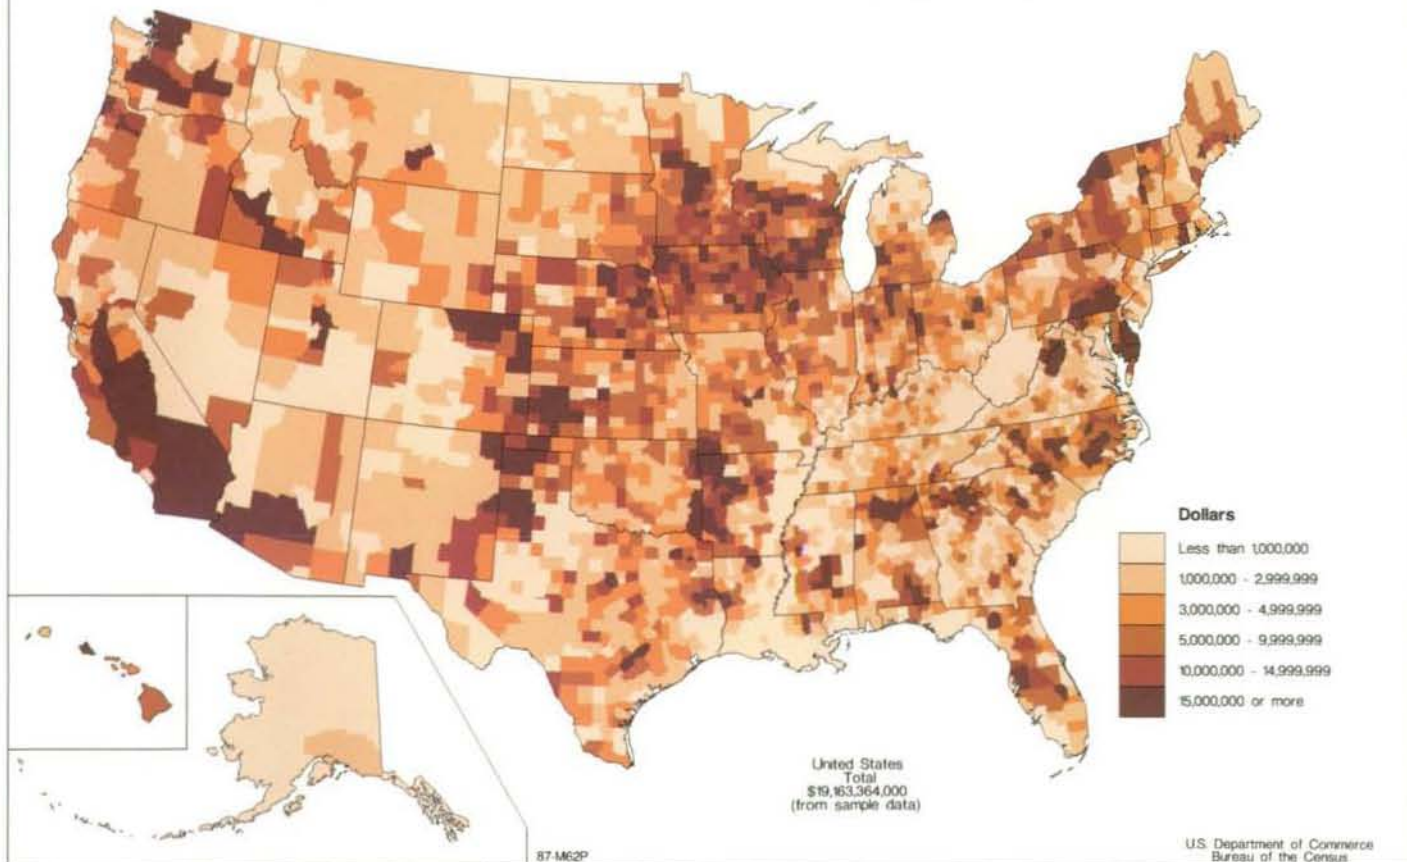 Dollars
Less than 1,000,000
1,000,000 - 2,999,999
3,000,000 - 4,999,999
5,000,000 - 9,999,999
10,000,000 - 14,999,999
15,000,000 or more
United States
Total
$19,163,364,000
(from sample data)
87-M62P
U.S. Department of Commerce
Bureau of the Census